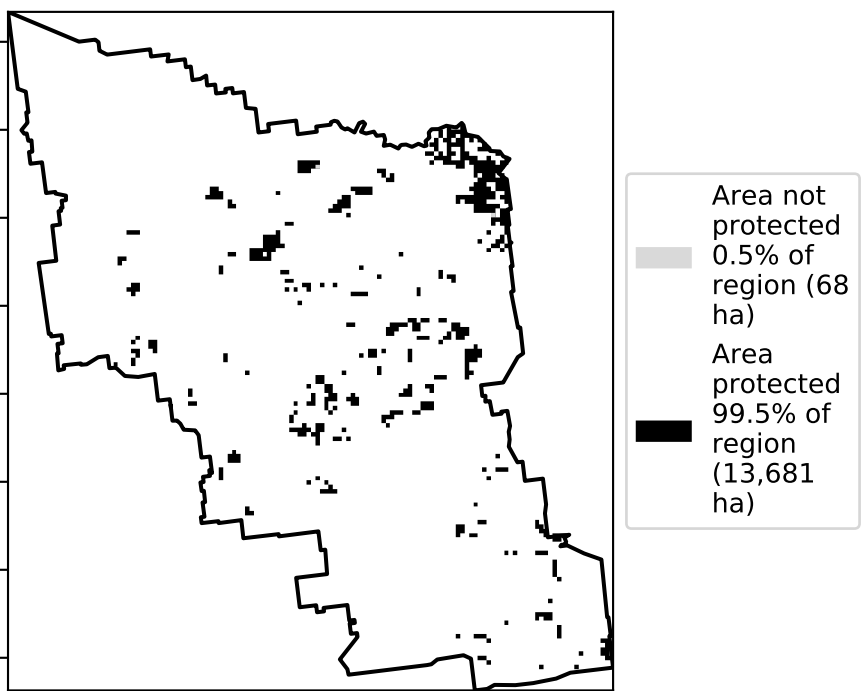 Area not
protected
0.5% of
region (68
ha)
Area
protected
99.5% of
region
(13,681
ha)